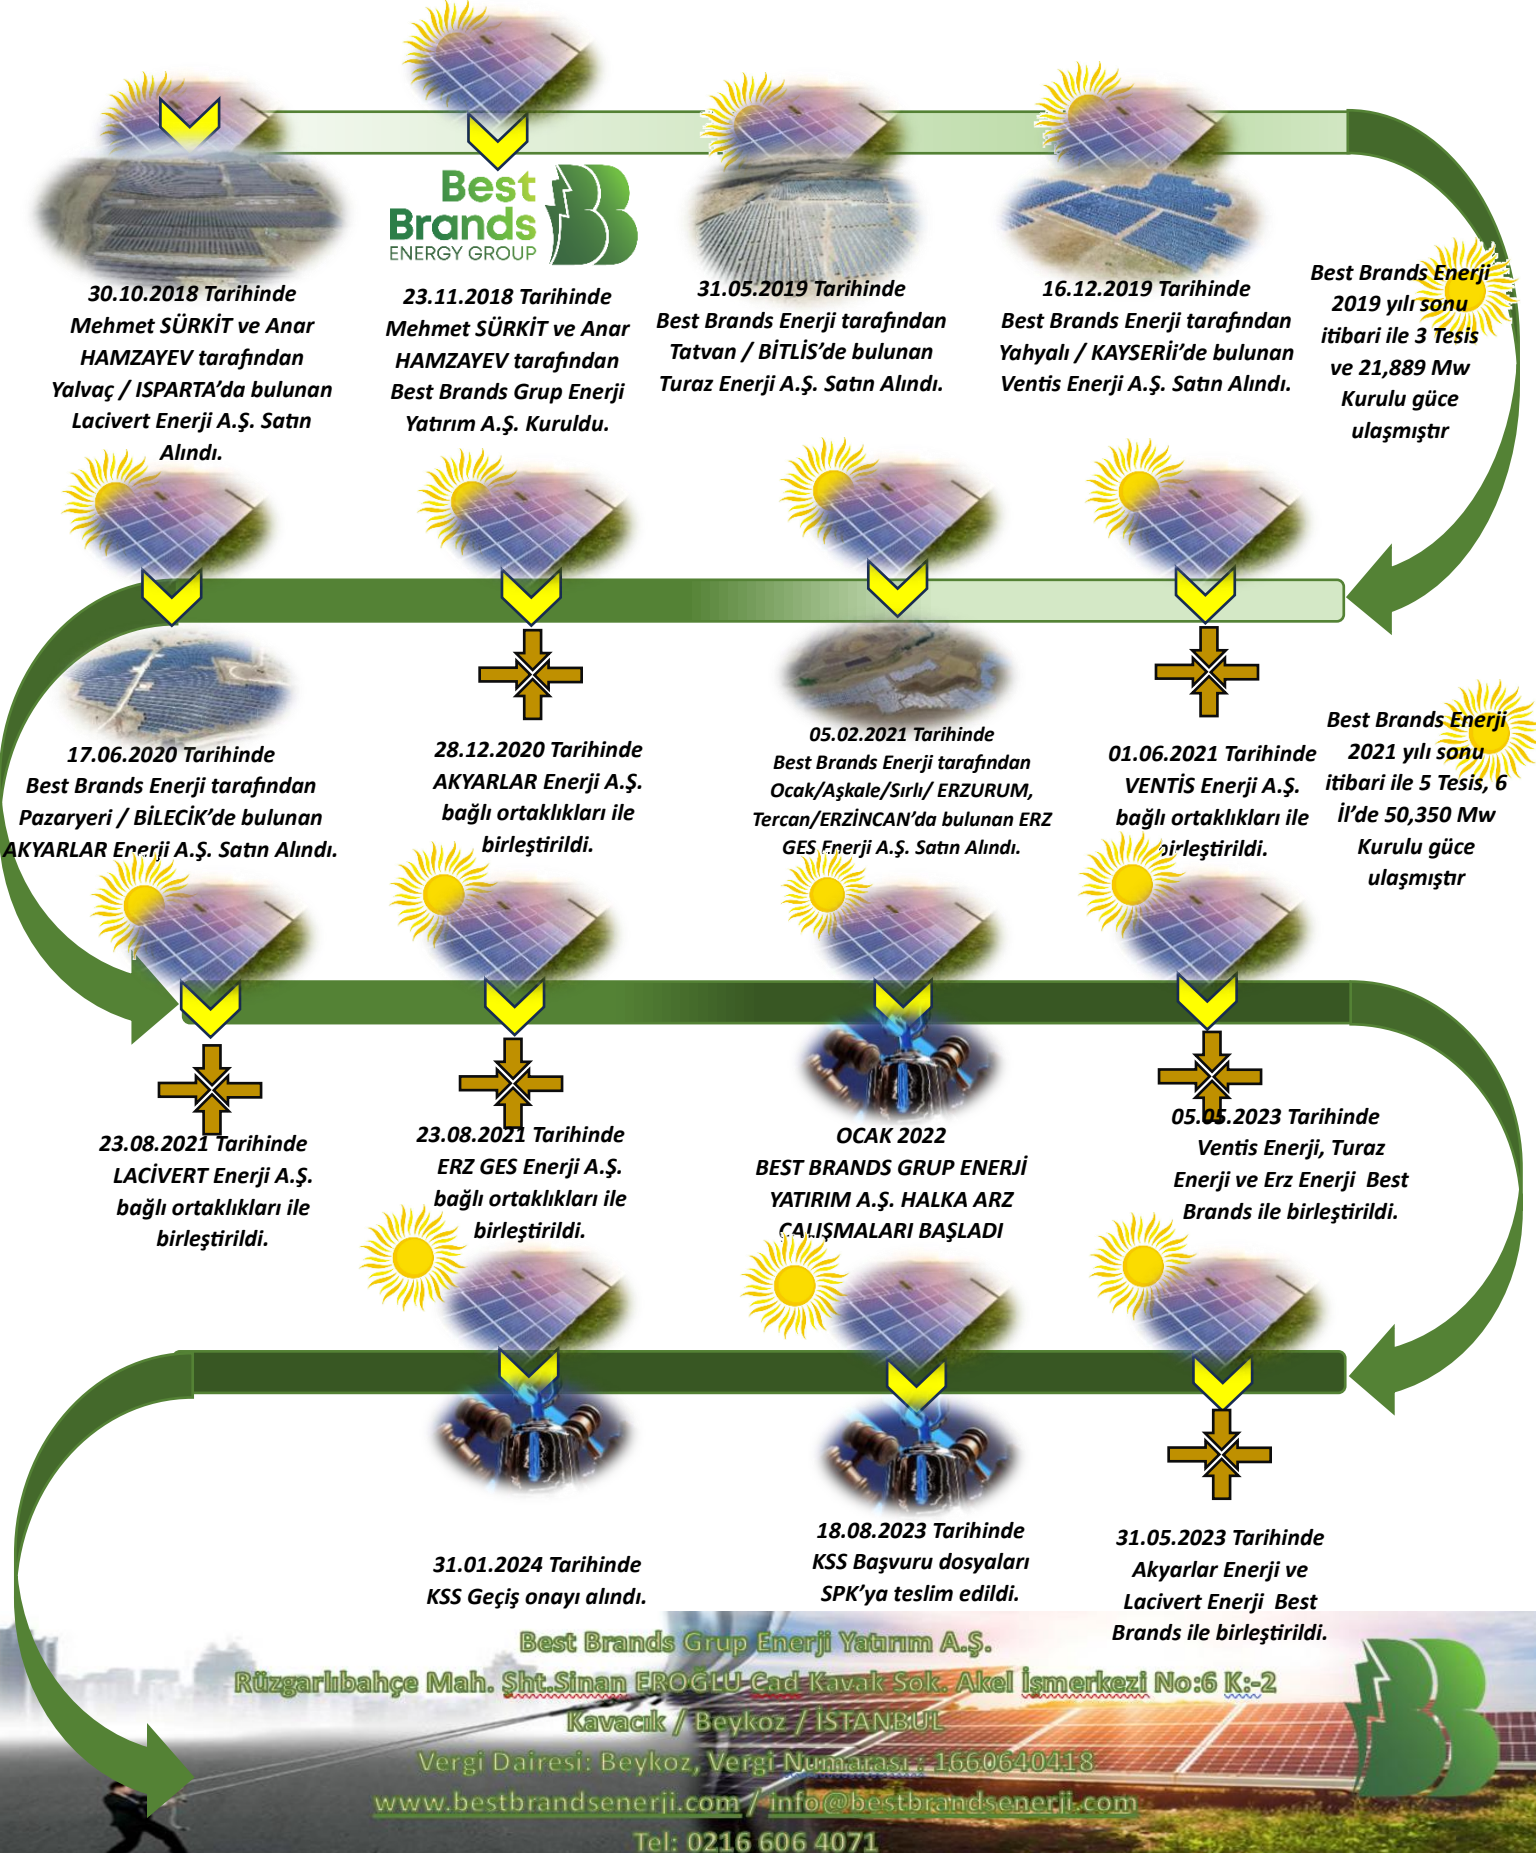 Best
Brands
ENERGY GROUP
30.10.2018 Tarihinde
Mehmet SÜRKİT ve Anar
HAMZAYEV tarafından
Yalvaç / ISPARTA’da bulunan
Lacivert Enerji A.Ş. Satın
Alındı.
23.11.2018 Tarihinde
Mehmet SÜRKİT ve Anar
HAMZAYEV tarafından
Best Brands Grup Enerji
Yatırım A.Ş. Kuruldu.
31.05.2019 Tarihinde
Best Brands Enerji tarafından
Tatvan / BİTLİS’de bulunan
Turaz Enerji A.Ş. Satın Alındı.
16.12.2019 Tarihinde
Best Brands Enerji tarafından
Yahyalı / KAYSERİi’de bulunan
Ventis Enerji A.Ş. Satın Alındı.
Best Brands Enerji
2019 yılı sonu
itibari ile 3 Tesis
ve 21,889 Mw
Kurulu güce
ulaşmıştır
17.06.2020 Tarihinde
Best Brands Enerji tarafından
Pazaryeri / BİLECİK’de bulunan
AKYARLAR Enerji A.Ş. Satın Alındı.
28.12.2020 Tarihinde
AKYARLAR Enerji A.Ş.
bağlı ortaklıkları ile
birleştirildi.
05.02.2021 Tarihinde
Best Brands Enerji tarafından
Ocak/Aşkale/Sırlı/ ERZURUM,
Tercan/ERZİNCAN’da bulunan ERZ
GES Enerji A.Ş. Satın Alındı.
01.06.2021 Tarihinde
VENTİS Enerji A.Ş.
bağlı ortaklıkları ile
birleştirildi.
Best Brands Enerji
2021 yılı sonu
itibari ile 5 Tesis, 6
İl’de 50,350 Mw
Kurulu güce
ulaşmıştır
23.08.2021 Tarihinde
LACİVERT Enerji A.Ş.
bağlı ortaklıkları ile
birleştirildi.
23.08.2021 Tarihinde
ERZ GES Enerji A.Ş.
bağlı ortaklıkları ile
birleştirildi.
OCAK 2022
BEST BRANDS GRUP ENERJİ
YATIRIM A.Ş. HALKA ARZ
ÇALIŞMALARI BAŞLADI
05.05.2023 Tarihinde
Ventis Enerji, Turaz
Enerji ve Erz Enerji  Best
Brands ile birleştirildi.
31.01.2024 Tarihinde
KSS Geçiş onayı alındı.
18.08.2023 Tarihinde
KSS Başvuru dosyaları
SPK’ya teslim edildi.
31.05.2023 Tarihinde
Akyarlar Enerji ve
Lacivert Enerji  Best
Brands ile birleştirildi.
Best Brands Grup Enerji Yatırım A.Ş.
Rüzgarlıbahçe Mah. Şht.Sinan EROĞLU Cad Kavak Sok. Akel İşmerkezi No:6 K:-2
Kavacık / Beykoz / İSTANBUL
Vergi Dairesi: Beykoz, Vergi Numarası : 1660640418
www.bestbrandsenerji.com / info@bestbrandsenerji.com
Tel: 0216 606 4071